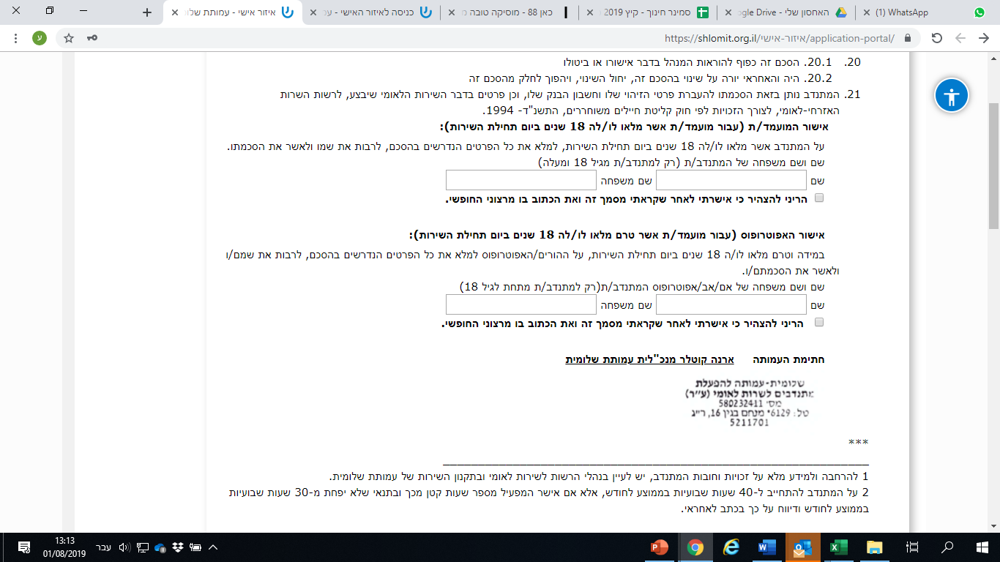 (1) WhatsApp
האחסון שלי - Google Drive
סמינר חינוך - קיץ 2019
כאן 88 - מוסיקה טובה
כניסה לאיזור האישי - עמ
איזור אישי - עמותת שלו
https://shlomit.org.il/איזור-אישי/application-portal/
ע
20. 20.1. הסכם זה כפוף להוראות המנהל בדבר אישורו או ביטולו
20.2. היה והאחראי יורה על שינוי בהסכם זה, יחול השינוי, ויהפוך לחלק מהסכם זה
21. המתנדב נותן בזאת הסכמתו להעברת פרטי הזיהוי שלו וחשבון הבנק שלו, וכן פרטים בדבר השירות הלאומי שיבצע, לרשות השרות
האזרחי-לאומי, לצורך הזכויות לפי חוק קליטת חיילים משוחררים, התשנ"ד- 1994.
אישור המועמד/ת (עבור מועמד/ת אשר מלאו לו/לה 18 שנים ביום תחילת השירות):
על המתנדב אשר מלאו לו/לה 18 שנים ביום תחילת השירות, למלא את כל הפרטים הנדרשים בהסכם, לרבות את שמו ולאשר את הסכמתו.
שם ושם משפחה של המתנדב/ת (רק למתנדב/ת מגיל 18 ומעלה)
שם שם משפחה
הריני להצהיר כי אישרתי לאחר שקראתי מסמך זה ואת הכתוב בו מרצוני החופשי.
אישור האפוטרופוס (עבור מועמד/ת אשר טרם מלאו לו/לה 18 שנים ביום תחילת השירות):
במידה וטרם מלאו לו/ה 18 שנים ביום תחילת השירות, על ההורים/האפוטרופוס למלא את כל הפרטים הנדרשים בהסכם, לרבות את שמם/ו
ולאשר את הסכמתם/ו.
שם ושם משפחה של אם/אב/אפוטרופוס המתנדב/ת(רק למתנדב/ת מתחת לגיל 18)
שם שם משפחה
הריני להצהיר כי אישרתי לאחר שקראתי מסמך זה ואת הכתוב בו מרצוני החופשי.
חתימת העמותה ארנה קוטלר מנכ"לית עמותת שלומית
שלומית-עמותה להפעלת
מתנדבים לשרות לאומי (ע"ר)
מס' 580232411
טל: 6129* מנחם בגין 16, ר"ג
5211701
***
1 להרחבה ולמידע מלא על זכויות וחובות המתנדב, יש לעיין בנהלי הרשות לשירות לאומי ובתקנון השירות של עמותת שלומית.
2 על המתנדב להתחייב ל-40 שעות שבועיות בממוצע לחודש, אלא אם אישר המפעיל מספר שעות קטן מכך ובתנאי שלא יפחת מ-30 שעות שבועיות
בממוצע לחודש ודיווח על כך בכתב לאחראי.
עבר
13:13
01/08/2019